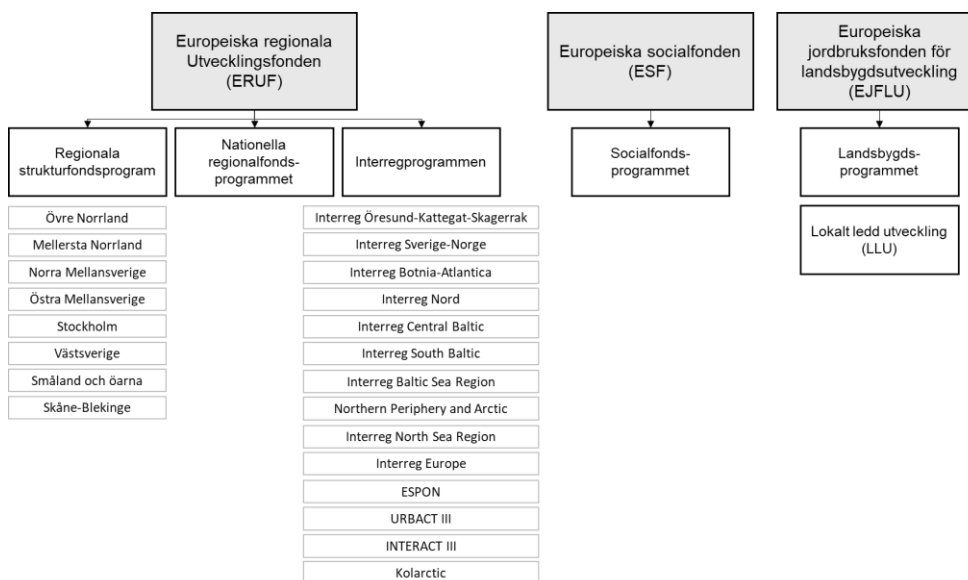 Europeiska regionala
Utvecklingsfonden
(ERUF)
Europeiska socialfonden
(ESF)
Europeiska
jordbruksfonden för
landsbygdsutveckling
(EJFLU)
Regionala
strukturfondsprogram
Nationella
regionalfonds-
programmet
Interregprogrammen
Socialfonds-
programmet
Landsbygds-
programmet
Lokalt ledd utveckling
(LLU)
Övre Norrland
Mellersta Norrland
Norra Mellansverige
Östra Mellansverige
Stockholm
Västsverige
Småland och öarna
Skåne-Blekinge
Interreg Öresund-Kattegat-Skagerrak
Interreg Sverige-Norge
Interreg Botnia-Atlantica
Interreg Nord
Interreg Central Baltic
Interreg South Baltic
Interreg Baltic Sea Region
Northern Periphery and Arctic
Interreg North Sea Region
Interreg Europe
ESPON
URBACT III
INTERACT III
Kolarctic